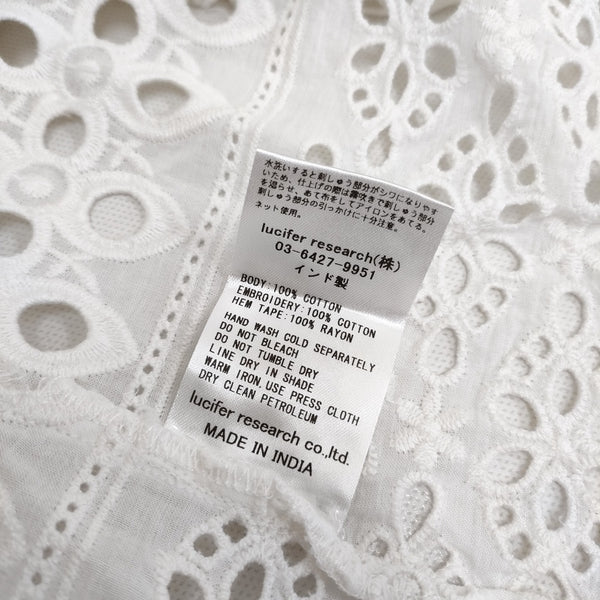 水洗いすると刺しゅう部分がシワになりやす
いため、仕上げの際は霧吹きで刺しゅう部分
を湿らせ、あて布をしてアイロンをあてる。
刺しゅう部分の引っかけに十分注意。
ネット使用。
lucifer research(株)
03-6427-9951
インド製
BODY:100% COTTON
EMBROIDERY:100% COTTON
HEM TAPE:100% RAYON
HAND WASH COLD SEPARATELY
DO NOT BLEACH
DO NOT TUMBLE DRY
LINE DRY IN SHADE
WARM IRON.USE PRESS CLOTH
DRY CLEAN PETROLEUM
lucifer research co.,ltd.
MADE IN INDIA